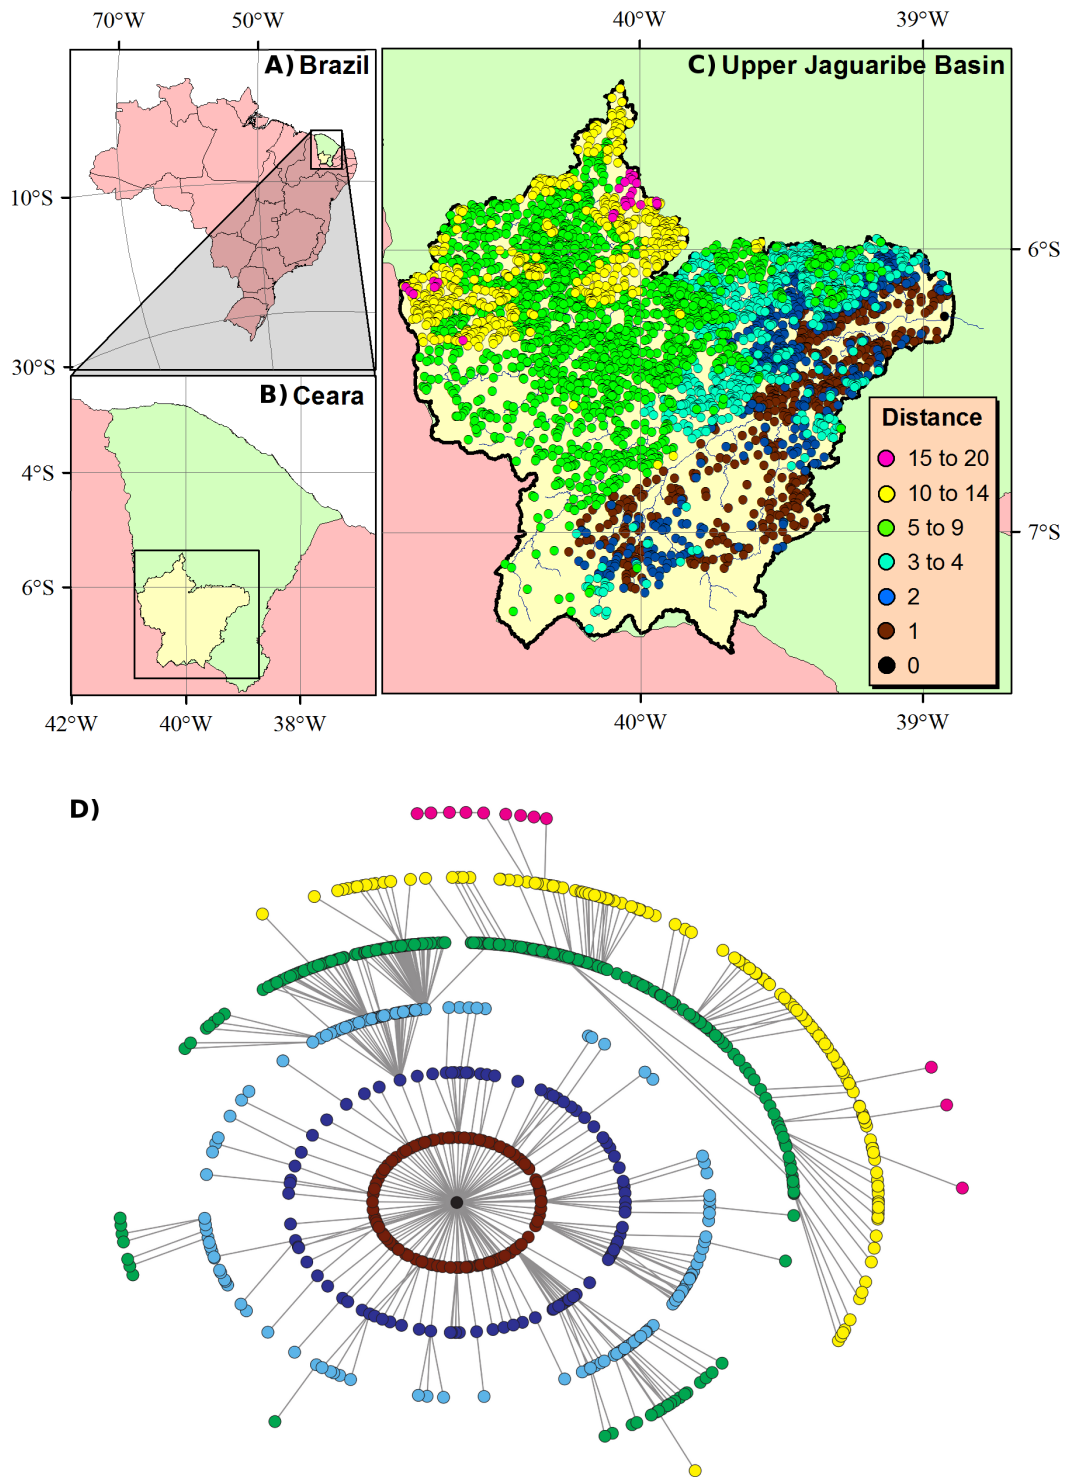 70°W 50°W 40°W 39°W
A) Brazil
C) Upper Jaguaribe Basin
10°S
6°S
30°S
B) Ceara
Distance
15 to 20
10 to 14
5 to 9
3 to 4
2
1
0
4°S
7°S
6°S
42°W 40°W 38°W
40°W 39°W
D)